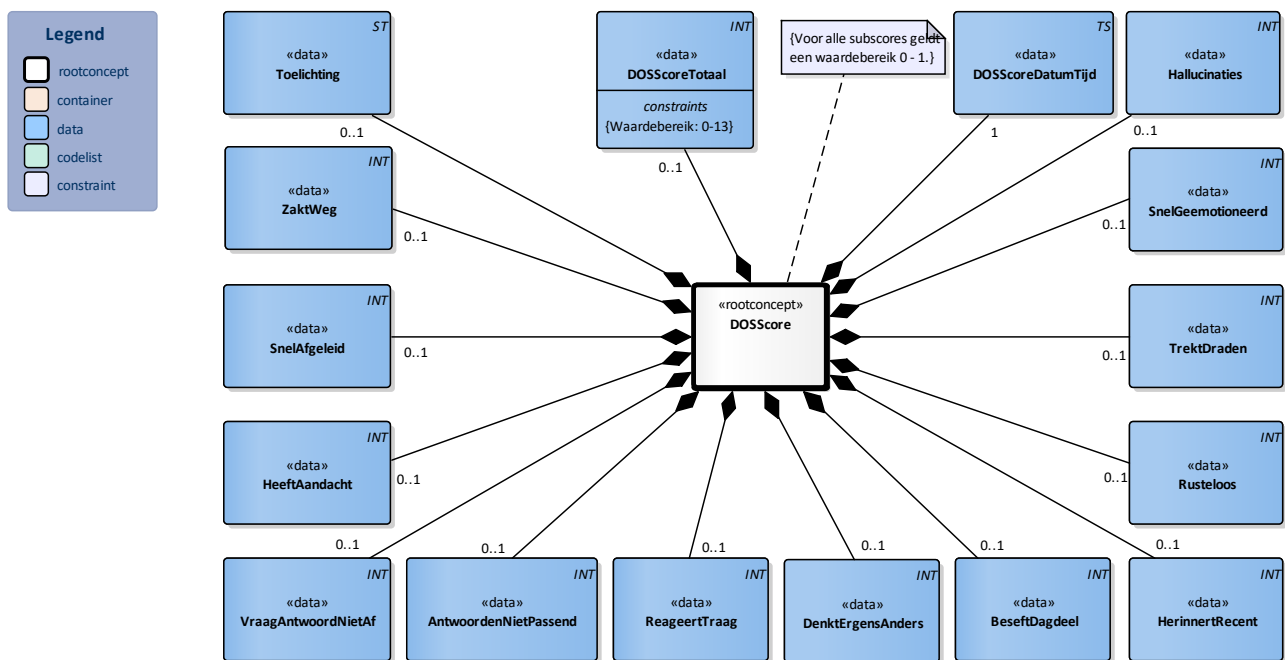 Legend
rootconcept
container
data
codelist
constraint
ST
«data»
Toelichting
0..1
INT
«data»
DOSScoreTotaal
constraints
{Waardebereik: 0-13}
0..1
{Voor alle subscores geldt
een waardebereik 0 - 1.}
TS
«data»
DOSScoreDatumTijd
1
INT
«data»
Hallucinaties
0..1
INT
«data»
ZaktWeg
0..1
INT
«data»
SnelGeemotioneerd
0..1
«rootconcept»
DOSScore
INT
«data»
SnelAfgeleid
0..1
INT
«data»
TrektDraden
0..1
INT
«data»
HeeftAandacht
0..1
INT
«data»
Rusteloos
0..1
0..1
INT
«data»
VraagAntwoordNietAf
0..1
INT
«data»
AntwoordenNietPassend
0..1
INT
«data»
ReageertTraag
0..1
INT
«data»
DenktErgensAnders
0..1
INT
«data»
BeseftDagdeel
0..1
INT
«data»
HerinnertRecent